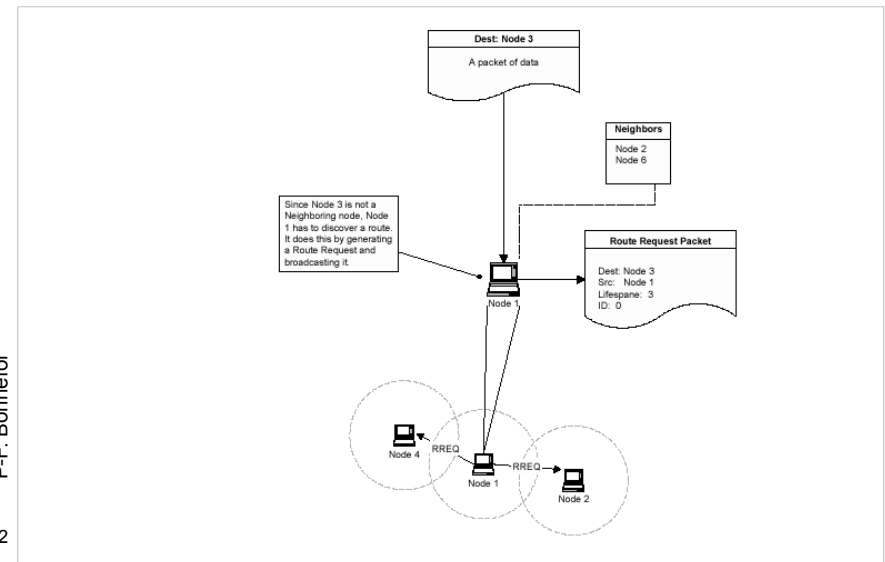 Dest: Node 3
A packet of data
Neighbors
Node 2
Node 6
Since Node 3 is not a
Neighboring node, Node
1 has to discover a route.
It does this by generating
a Route Request and
broadcasting it.
Route Request Packet
Dest: Node 3
Src: Node 1
Lifespane: 3
ID: 0
Node 1
Node 4
RREQ
Node 1
RREQ
Node 2
2